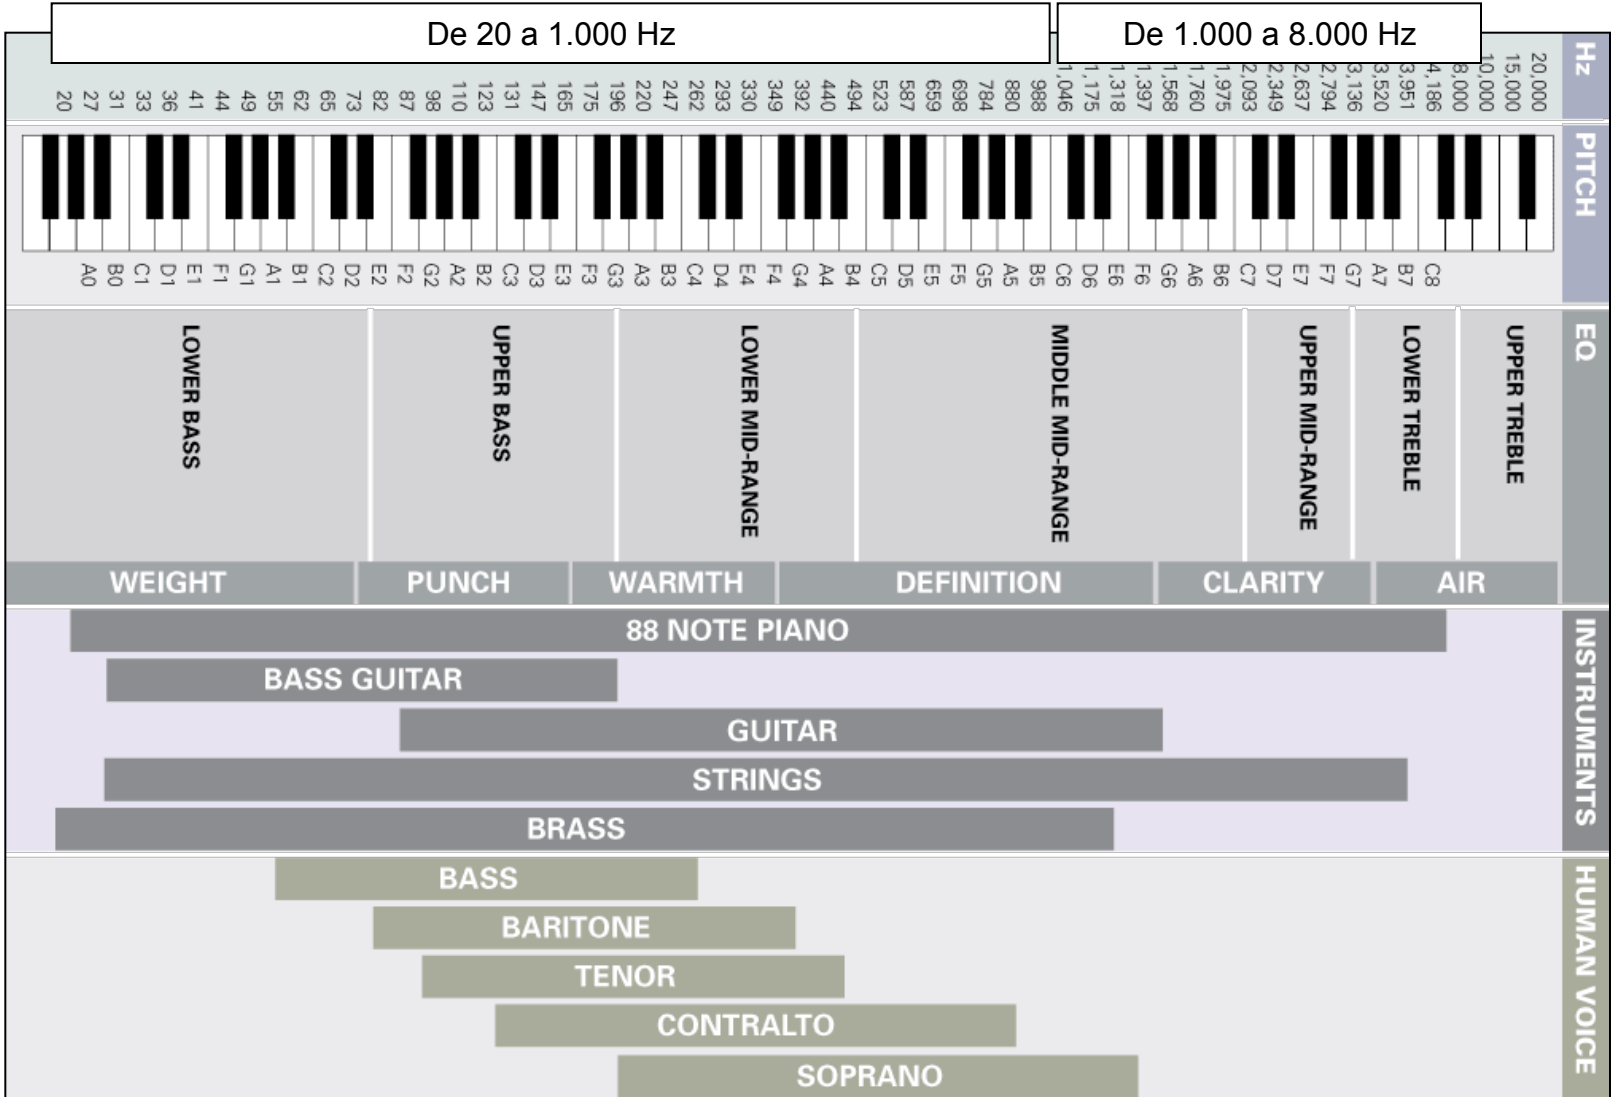 De 20 a 1.000 Hz
De 1.000 a 8.000 Hz
20 27 31 33 36 41 44 49 55 62 65 73 82 87 98 110 123 131 147 165 175 196 220 247 262 293 330 349 392 440 494 523 587 659 698 784 880 988 1,046 1,175 1,318 1,397 1,568 1,760 1,975 2,093 2,349 2,637 2,794 3,136 3,520 3,951 4,186 8,000 10,000 15,000 20,000
Hz
PITCH
A0 B0 C1 D1 E1 F1 G1 A1 B1 C2 D2 E2 F2 G2 A2 B2 C3 D3 E3 F3 G3 A3 B3 C4 D4 E4 F4 G4 A4 B4 C5 D5 E5 F5 G5 A5 B5 C6 D6 E6 F6 G6 A6 B6 C7 D7 E7 F7 G7 A7 B7 C8
LOWER BASS
UPPER BASS
LOWER MID-RANGE
MIDDLE MID-RANGE
UPPER MID-RANGE
LOWER TREBLE
UPPER TREBLE
EQ
WEIGHT PUNCH WARMTH DEFINITION CLARITY AIR
88 NOTE PIANO
BASS GUITAR
GUITAR
STRINGS
BRASS
INSTRUMENTS
BASS
BARITONE
TENOR
CONTRALTO
SOPRANO
HUMAN VOICE